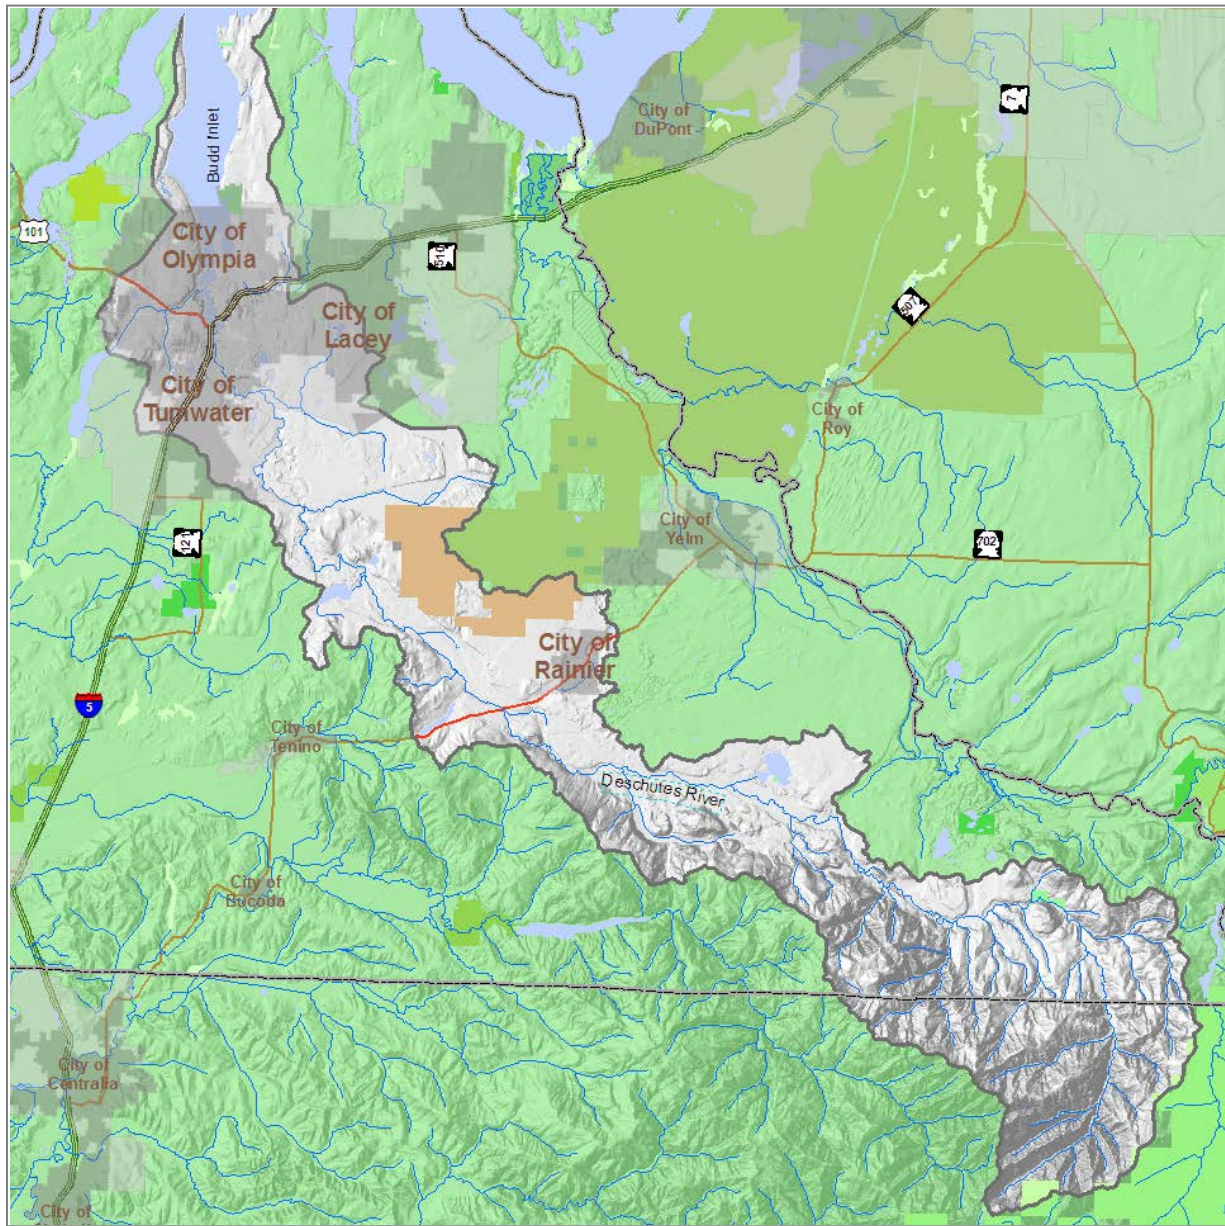 Budd Inlet
City of
DuPont
7
101
City of
Olympia
510
City of
Lacey
507
City of
Tumwater
City of
Roy
City of
Yelm
121
702
City of
Rainier
5
City of
Tenino
Deschutes River
City of
Bucoda
City of
Centralia
City of